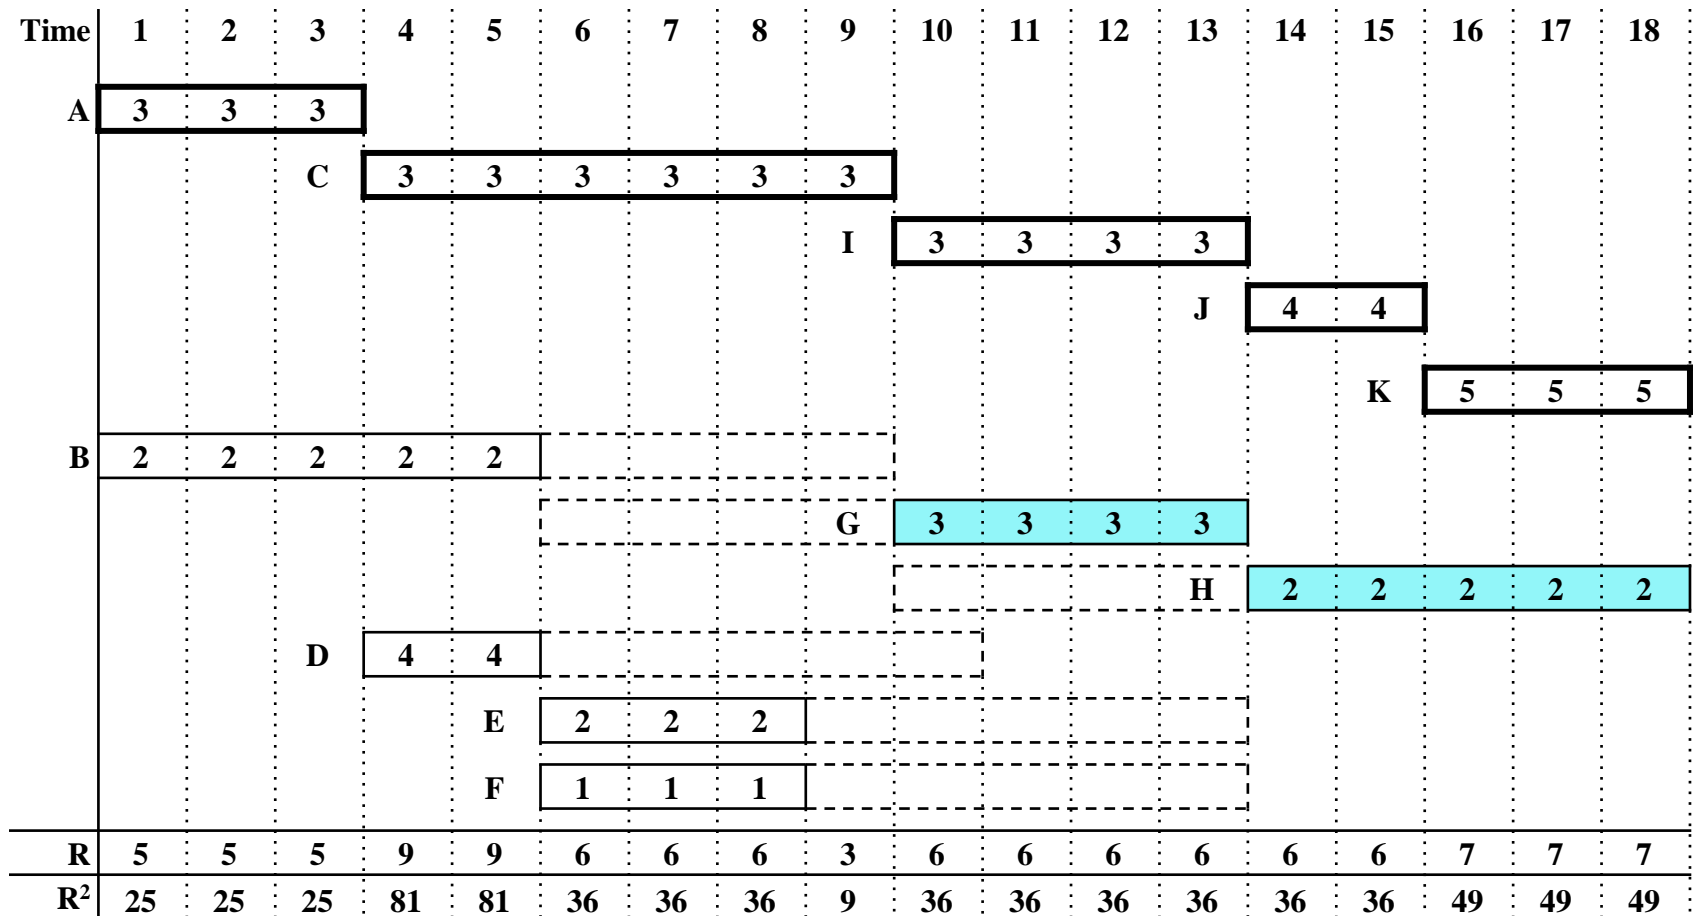 Time 1 2 3 4 5 6 7 8 9 10 11 12 13 14 15 16 17 18
A 3 3 3
C 3 3 3 3 3 3
I 3 3 3 3
J 4 4
K 5 5 5
B 2 2 2 2 2
G 3 3 3 3
H 2 2 2 2 2
D 4 4
E 2 2 2
F 1 1 1
R 5 5 5 9 9 6 6 6 3 6 6 6 6 6 6 7 7 7
R² 25 25 25 81 81 36 36 36 9 36 36 36 36 36 36 49 49 49